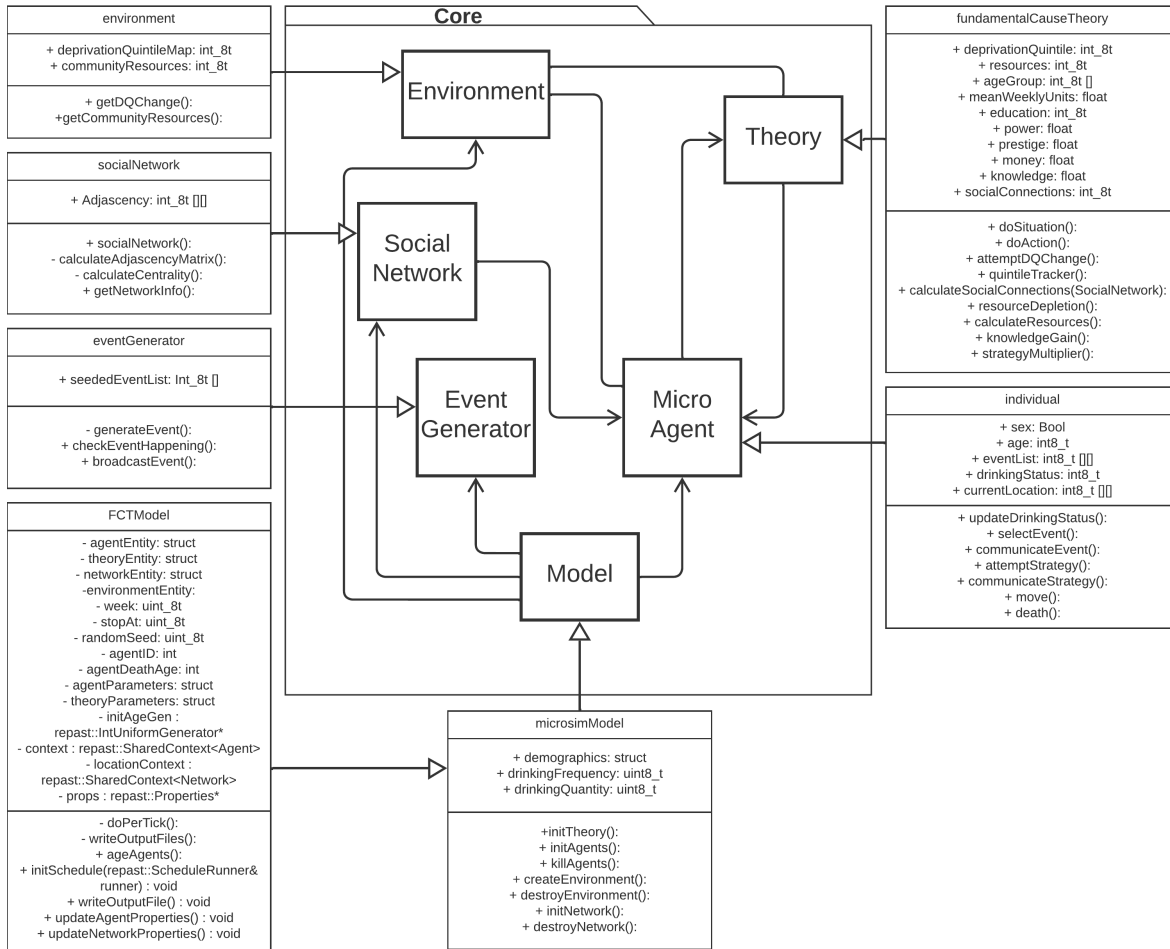 environment
+ deprivationQuintileMap: int_8t
+ communityResources: int_8t
+ getDQChange():
+getCommunityResources():
socialNetwork
+ Adjascency: int_8t [][]
+ socialNetwork():
- calculateAdjascencyMatrix():
- calculateCentrality():
+ getNetworkInfo():
eventGenerator
+ seededEventList: Int_8t []
- generateEvent():
+ checkEventHappening():
+ broadcastEvent():
FCTModel
- agentEntity: struct
- theoryEntity: struct
- networkEntity: struct
-environmentEntity:
- week: uint_8t
- stopAt: uint_8t
- randomSeed: uint_8t
- agentID: int
- agentDeathAge: int
- agentParameters: struct
- theoryParameters: struct
- initAgeGen :
repast::IntUniformGenerator*
- context : repast::SharedContext<Agent>
- locationContext :
repast::SharedContext<Network>
- props : repast::Properties*
- doPerTick():
- writeOutputFiles():
+ ageAgents():
+ initSchedule(repast::ScheduleRunner&
runner) : void
+ writeOutputFile() : void
+ updateAgentProperties() : void
+ updateNetworkProperties() : void
Core
Environment
Theory
Social
Network
Event
Generator
Micro
Agent
Model
microsimModel
+ demographics: struct
+ drinkingFrequency: uint8_t
+ drinkingQuantity: uint8_t
+initTheory():
+ initAgents():
+ killAgents():
+ createEnvironment():
+ destroyEnvironment():
+ initNetwork():
+ destroyNetwork():
fundamentalCauseTheory
+ deprivationQuintile: int_8t
+ resources: int_8t
+ ageGroup: int_8t []
+ meanWeeklyUnits: float
+ education: int_8t
+ power: float
+ prestige: float
+ money: float
+ knowledge: float
+ socialConnections: int_8t
+ doSituation():
+ doAction():
+ attemptDQChange():
+ quintileTracker():
+ calculateSocialConnections(SocialNetwork):
+ resourceDepletion():
+ calculateResources():
+ knowledgeGain():
+ strategyMultiplier():
individual
+ sex: Bool
+ age: int8_t
+ eventList: int8_t [][]
+ drinkingStatus: int8_t
+ currentLocation: int8_t [][]
+ updateDrinkingStatus():
+ selectEvent():
+ communicateEvent():
+ attemptStrategy():
+ communicateStrategy():
+ move():
+ death():